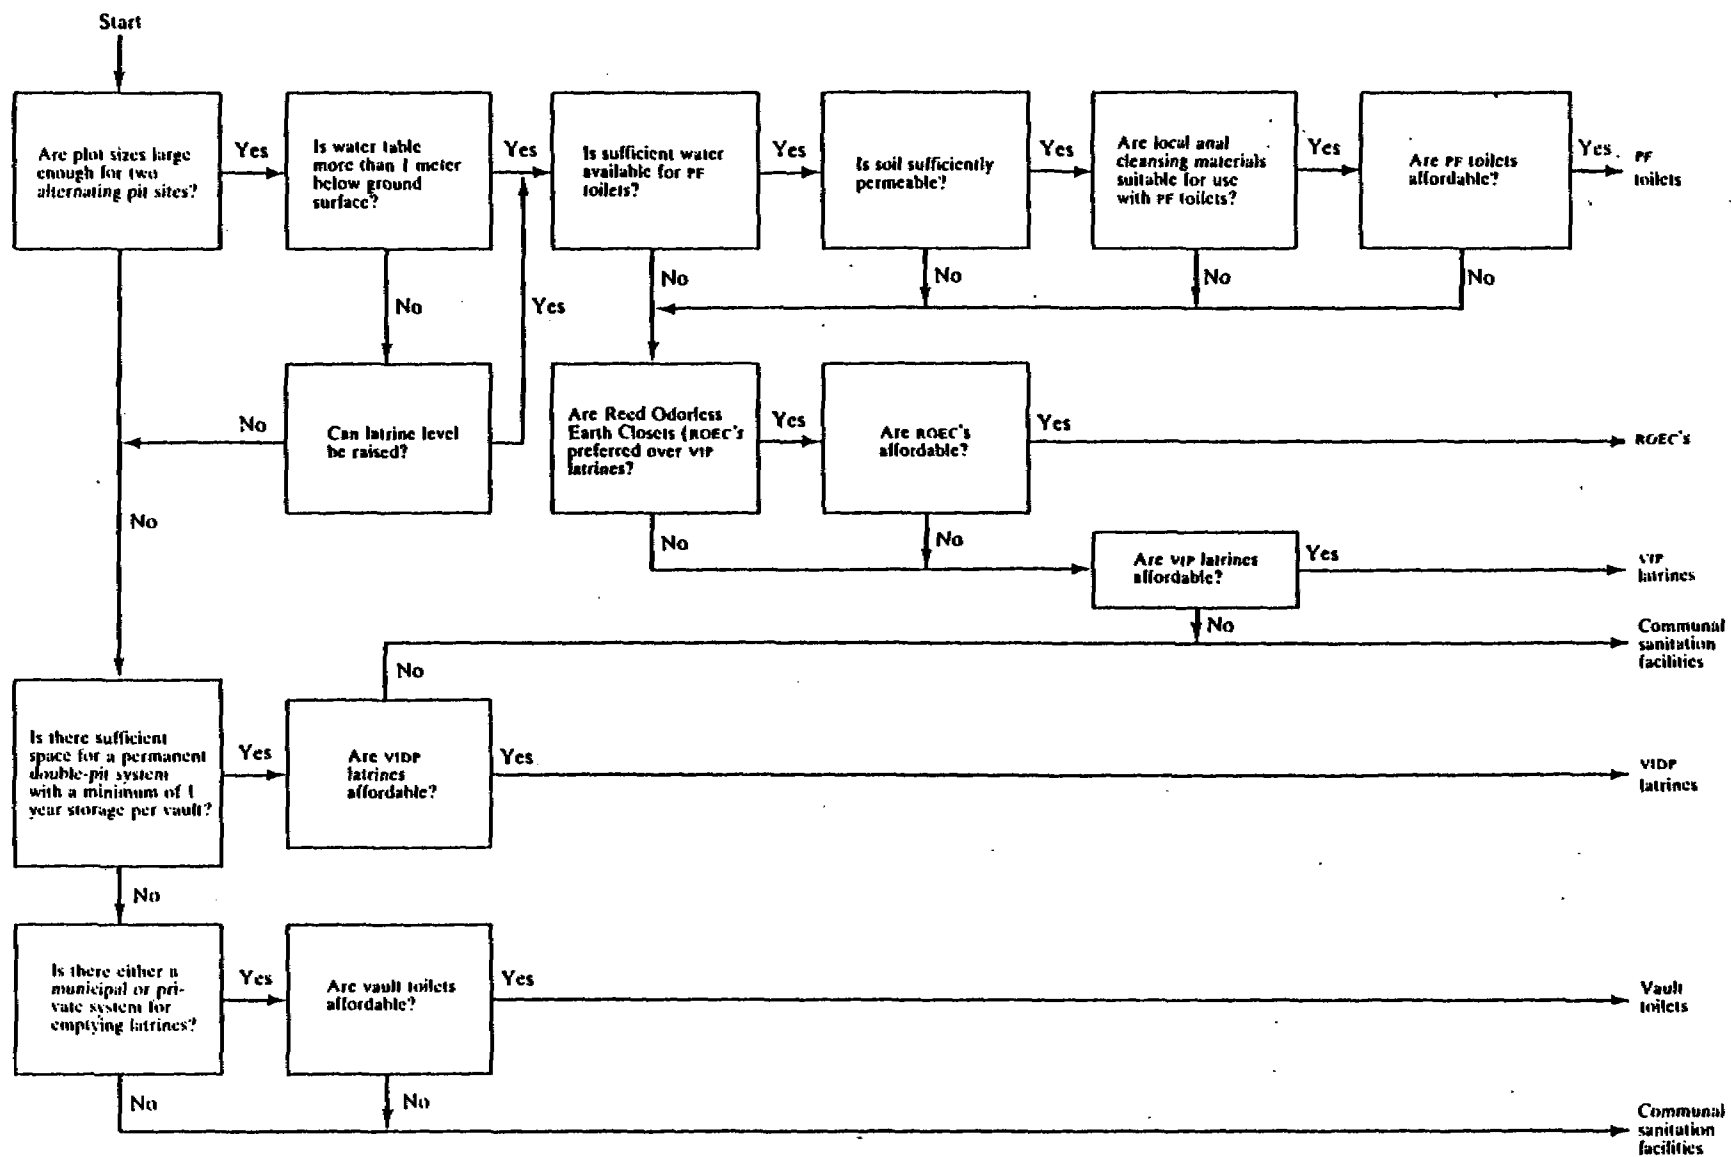 Start
Are plot sizes large
enough for two
alternating pit sites?
Yes
Is water table
more than 1 meter
below ground
surface?
Yes
Is sufficient water
available for PF
toilets?
Yes
Is soil sufficiently
permeable?
Yes
Are local anal
cleansing materials
suitable for use
with PF toilets?
Yes
Are PF toilets
affordable?
Yes
PF
toilets
No
No
No
No
No
Yes
No
Can latrine level
be raised?
Are Reed Odorless
Earth Closets (ROEC's
preferred over VIP
latrines?
Yes
Are ROEC's
affordable?
Yes
ROEC's
No
No
No
Are VIP latrines
affordable?
Yes
VIP
latrines
No
Communal
sanitation
facilities
No
Is there sufficient
space for a permanent
double-pit system
with a minimum of 1
year storage per vault?
Yes
Are VIDP
latrines
affordable?
Yes
VIDP
latrines
No
Is there either a
municipal or pri-
vate system for
emptying latrines?
Yes
Are vault toilets
affordable?
Yes
Vault
toilets
No
No
Communal
sanitation
facilities